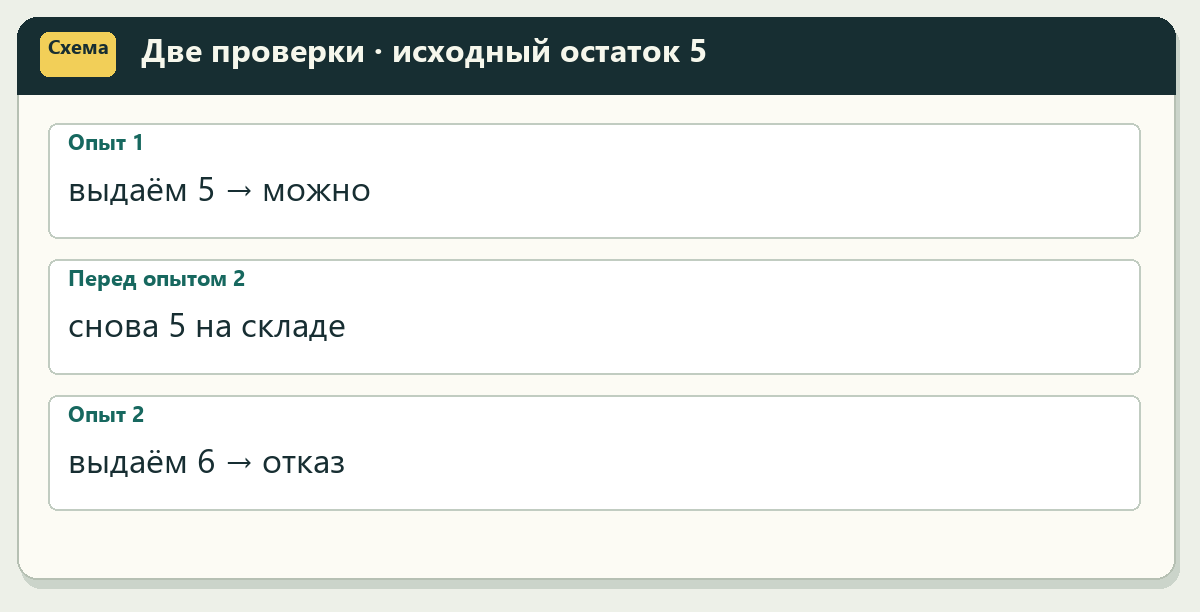 Схема
Две проверки · исходный остаток 5
Опыт 1
выдаём 5 → можно
Перед опытом 2
снова 5 на складе
Опыт 2
выдаём 6 → отказ